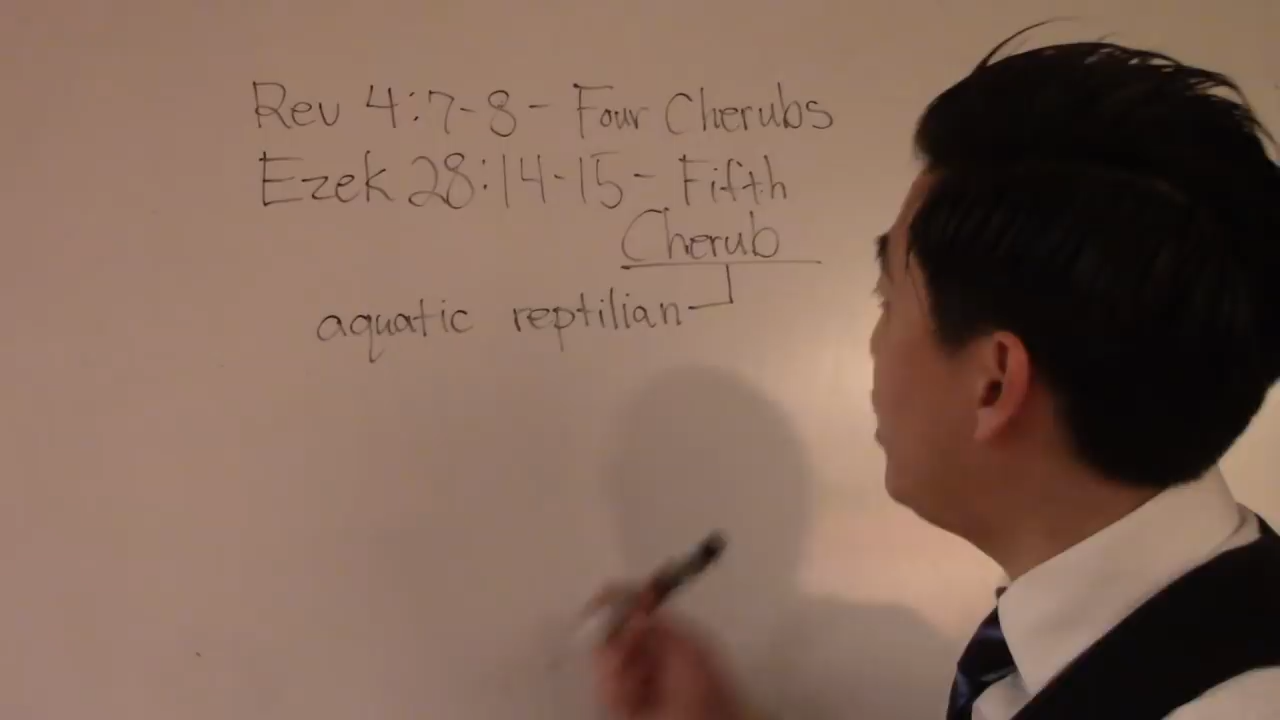 Rev 4:7-8 - Four Cherubs
Ezek 28:14-15 - Fifth
Cherub
aquatic reptilian